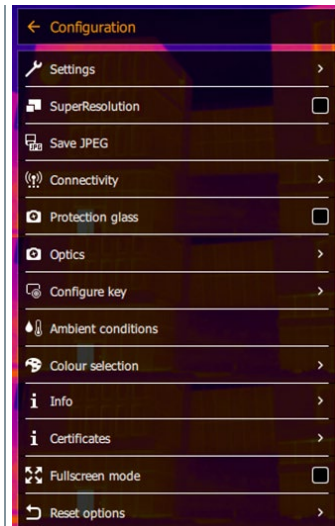 Configuration
Settings
SuperResolution
JPG
Save JPEG
Connectivity
Protection glass
Optics
Configure key
Ambient conditions
Colour selection
Info
Certificates
Fullscreen mode
Reset options